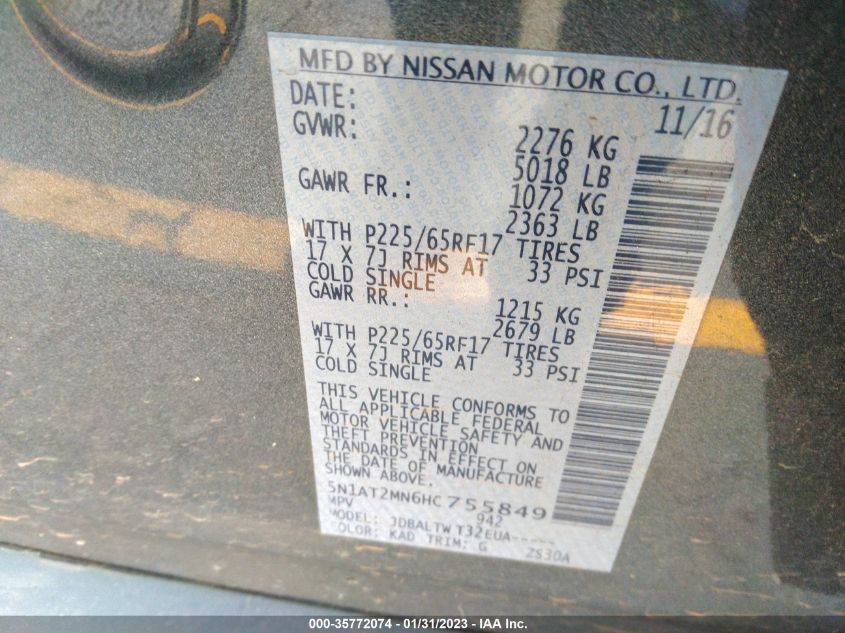 MFD BY NISSAN MOTOR CO., LTD.
DATE: 11/16
GVWR: 2276 KG
5018 LB
GAWR FR.: 1072 KG
2363 LB
WITH P225/65RF17 TIRES
17 X 7J RIMS AT 33 PSI
COLD SINGLE
GAWR RR.: 1215 KG
2679 LB
WITH P225/65RF17 TIRES
17 X 7J RIMS AT 33 PSI
COLD SINGLE
THIS VEHICLE CONFORMS TO
ALL APPLICABLE FEDERAL
MOTOR VEHICLE SAFETY AND
THEFT PREVENTION
STANDARDS IN EFFECT ON
THE DATE OF MANUFACTURE
SHOWN ABOVE.
5N1AT2MN6HC755849
MPV 942
MODEL: JDBALTW T32EUA-----
COLOR: KAD TRIM: G ZS30A
000-35772074 / 01/31/2023 - IAA Inc.